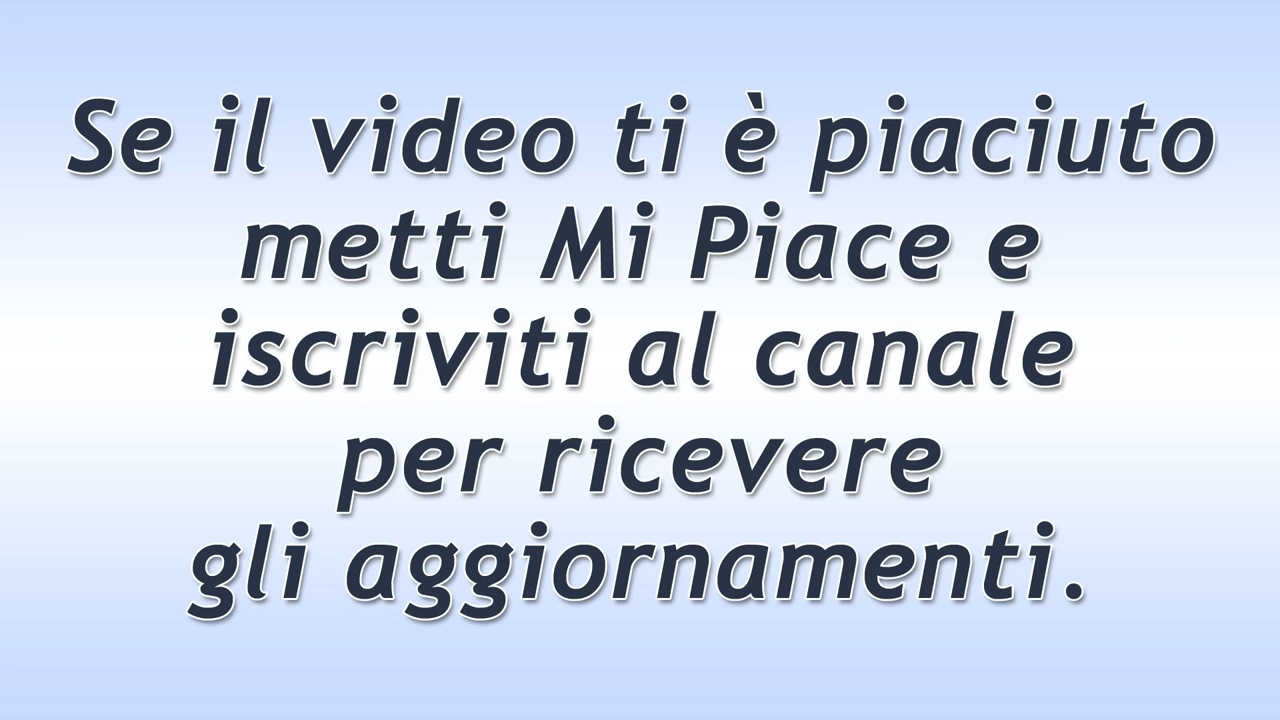 Se il video ti è piaciuto
metti Mi Piace e
iscriviti al canale
per ricevere
gli aggiornamenti.